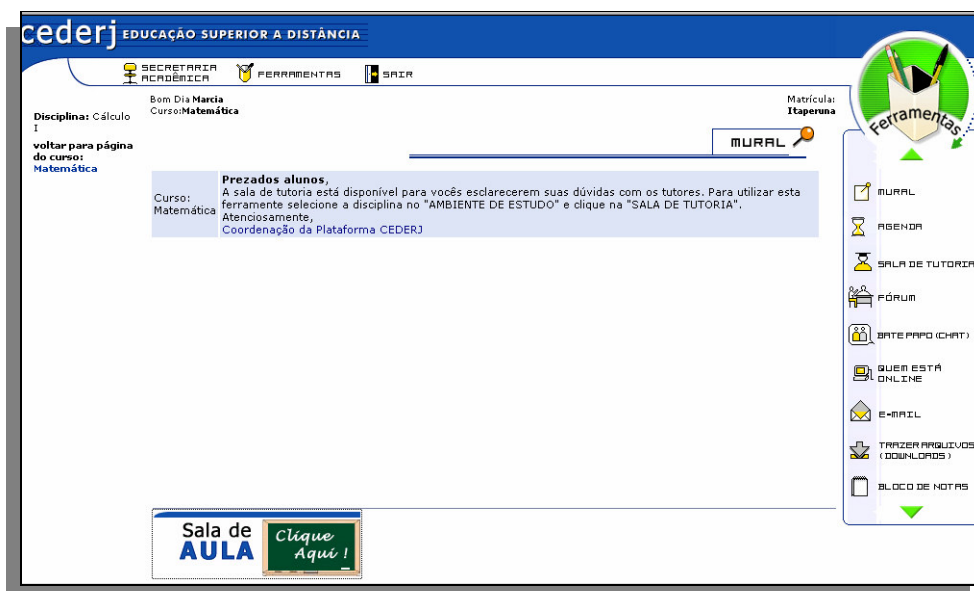 cederj EDUCAÇÃO SUPERIOR A DISTÂNCIA
SECRETARIA
ACADÊMICA
FERRAMENTAS
SAIR
Bom Dia Marcia
Curso:Matemática
Matrícula:
Itaperuna
Disciplina: Cálculo
I
voltar para página
do curso:
Matemática
MURAL
Curso:
Matemática
Prezados alunos,
A sala de tutoria está disponível para vocês esclarecerem suas dúvidas com os tutores. Para utilizar esta
ferramente selecione a disciplina no "AMBIENTE DE ESTUDO" e clique na "SALA DE TUTORIA".
Atenciosamente,
Coordenação da Plataforma CEDERJ
Ferramentas
MURAL
AGENDA
SALA DE TUTORIA
FÓRUM
BATE PAPO (CHAT)
QUEM ESTÁ
ONLINE
E-MAIL
TRAZER ARQUIVOS
(DOWNLOADS)
BLOCO DE NOTAS
Sala de
AULA
Clique
Aqui !